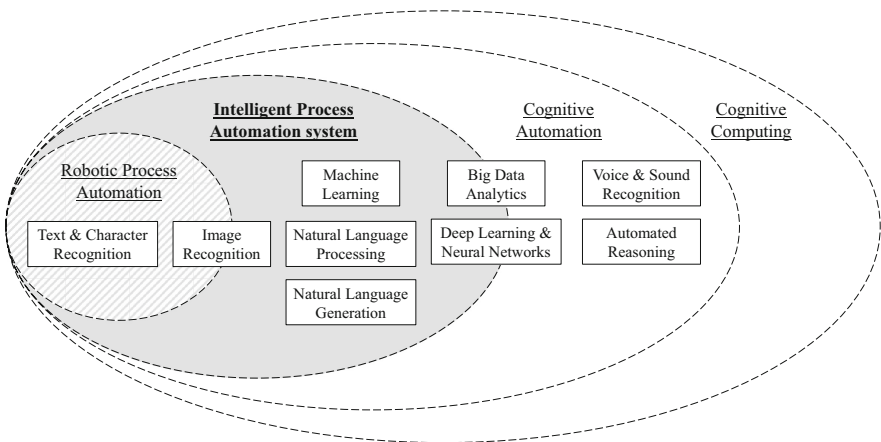 Intelligent Process
Automation system
Cognitive
Automation
Cognitive
Computing
Robotic Process
Automation
Machine
Learning
Big Data
Analytics
Voice & Sound
Recognition
Text & Character
Recognition
Image
Recognition
Natural Language
Processing
Deep Learning &
Neural Networks
Automated
Reasoning
Natural Language
Generation